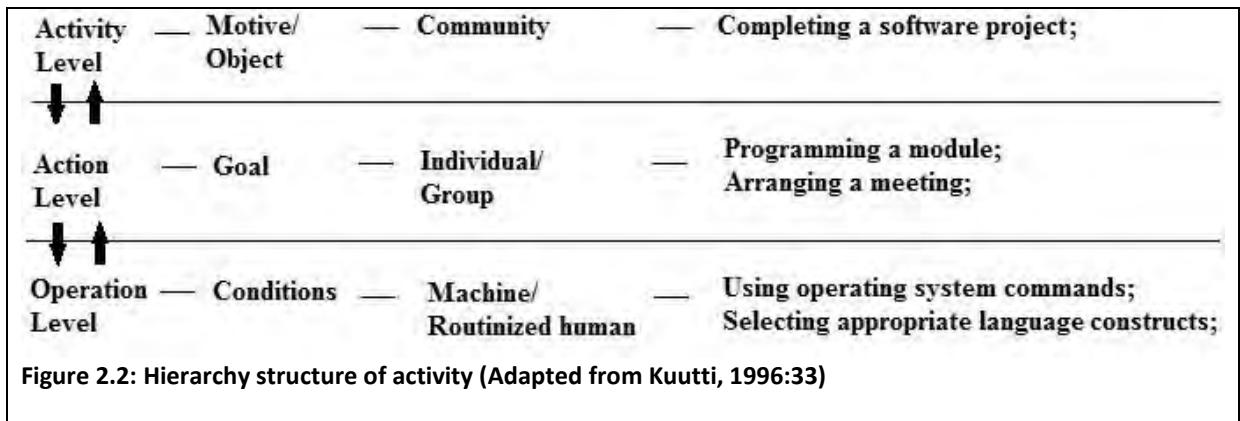 Activity Level — Motive/ Object — Community — Completing a software project;
Action Level — Goal — Individual/ Group — Programming a module; Arranging a meeting;
Operation Level — Conditions — Machine/ Routinized human — Using operating system commands; Selecting appropriate language constructs;
Figure 2.2: Hierarchy structure of activity (Adapted from Kuutti, 1996:33)